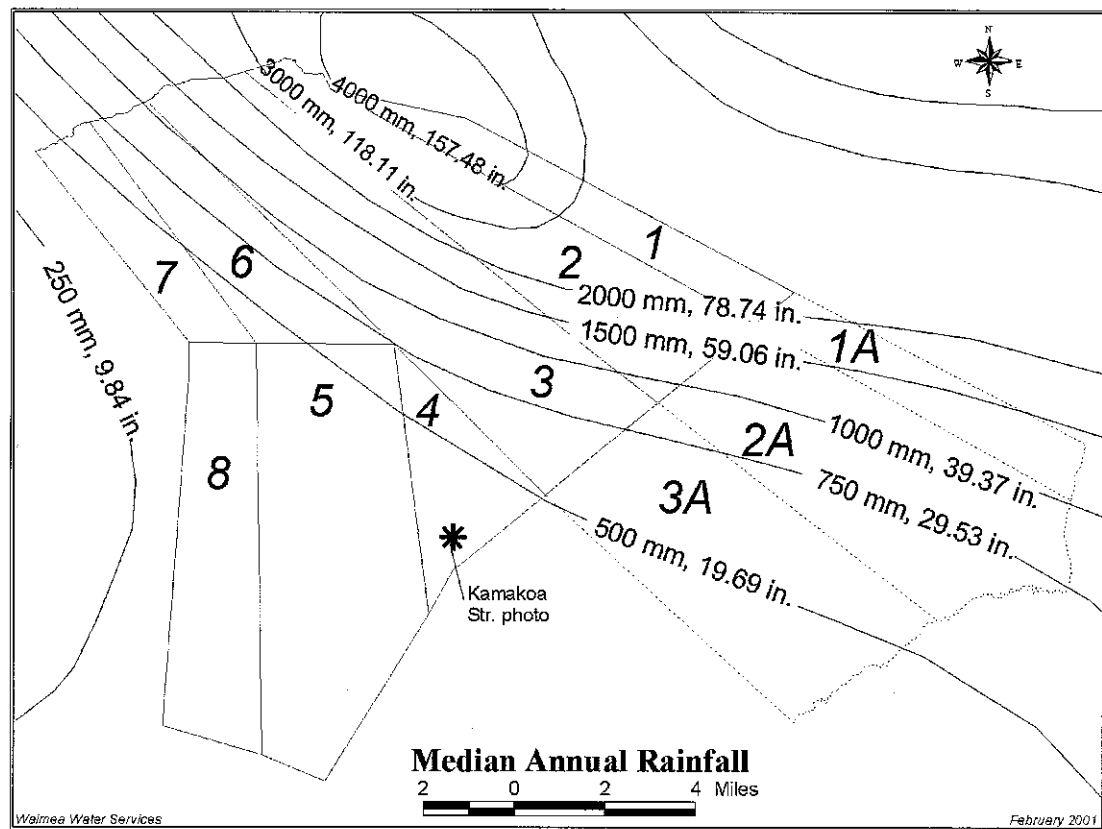 N
W E
S
4000 mm, 157.48 in.
3000 mm, 118.11 in.
1
2
6
7
2000 mm, 78.74 in.
250 mm, 9.84 in.
1500 mm, 59.06 in.
1A
3
5
4
2A
1000 mm, 39.37 in.
8
3A
750 mm, 29.53 in.
500 mm, 19.69 in.
Kamakoa
Str. photo
Median Annual Rainfall
2 0 2 4 Miles
Waimea Water Services
February 2001